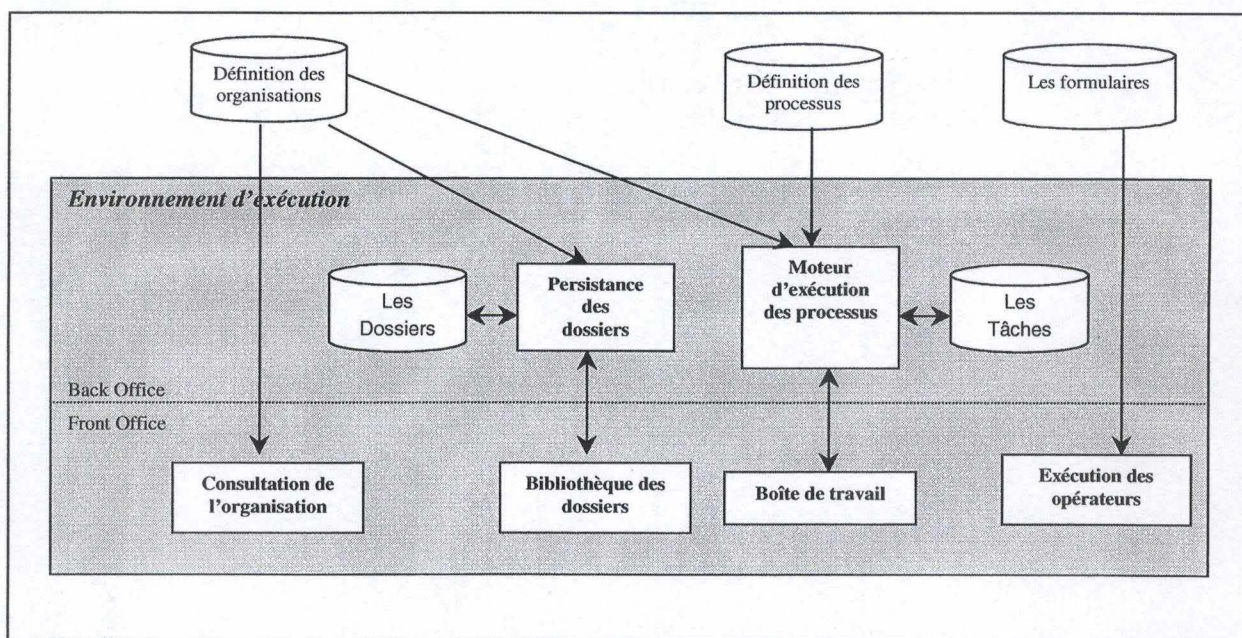 Définition des
organisations
Définition des
processus
Les formulaires
Environnement d'exécution
Les
Dossiers
Persistance
des
dossiers
Moteur
d'exécution
des processus
Les
Tâches
Back Office
Front Office
Consultation de
l'organisation
Bibliothèque des
dossiers
Boîte de travail
Exécution des
opérateurs